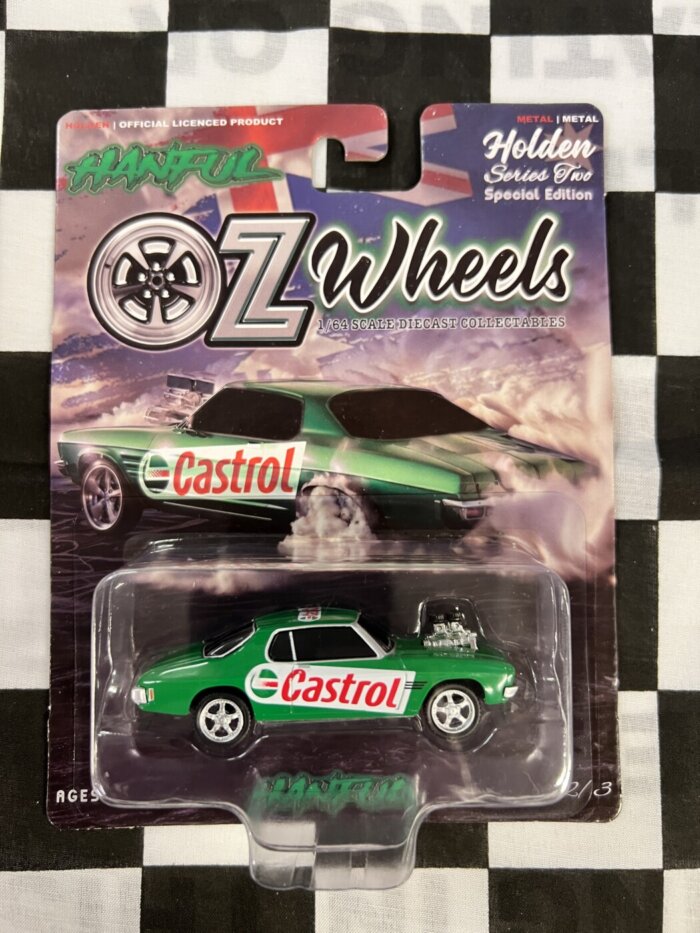 HOLDEN | OFFICIAL LICENCED PRODUCT
METAL | METAL
HANFUL
Holden
Series Two
Special Edition
OZ Wheels
1/64 SCALE DIECAST COLLECTABLES
Castrol
Castrol
AGES
HANFUL
2/3